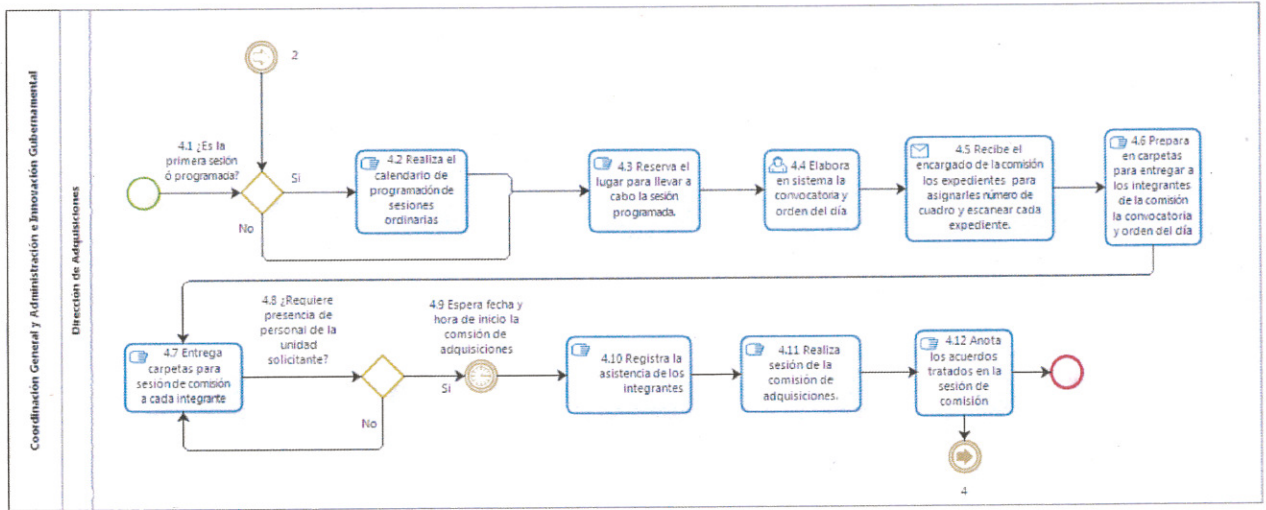 Coordinación General y Administración e Innovación Gubernamental
Direccion de Adquisiciones
2
4.1 ¿Es la
primera sesión
ó programada?
Si
No
4.2 Realiza el
calendario de
programación de
sesiones
ordinarias
4.3 Reserva el
lugar para llevar a
cabo la sesión
programada.
4.4 Elabora
en sistema la
convocatoria y
orden del día
4.5 Recibe el
encargado de la comisión
los expedientes para
asignarles número de
cuadro y escanear cada
expediente.
4.6 Prepara
en carpetas
para entregar a
los integrantes
de la comisión
la convocatoria
y orden del día
4.7 Entrega
carpetas para
sesión de comisión
a cada integrante
4.8 ¿Requiere
presencia de
personal de la
unidad
solicitante?
Si
No
4.9 Espera fecha y
hora de inicio la
comsión de
adquisiciones
4.10 Registra la
asistencia de los
integrantes
4.11 Realiza
sesión de la
comisión de
adquisiciones.
4.12 Anota
los acuerdos
tratados en la
sesión de
comisión
4